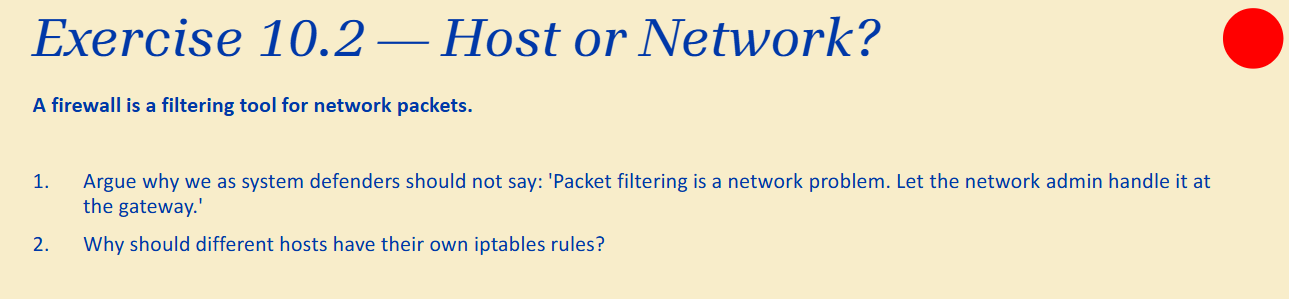 Exercise 10.2 — Host or Network?
A firewall is a filtering tool for network packets.
1. Argue why we as system defenders should not say: 'Packet filtering is a network problem. Let the network admin handle it at
the gateway.'
2. Why should different hosts have their own iptables rules?